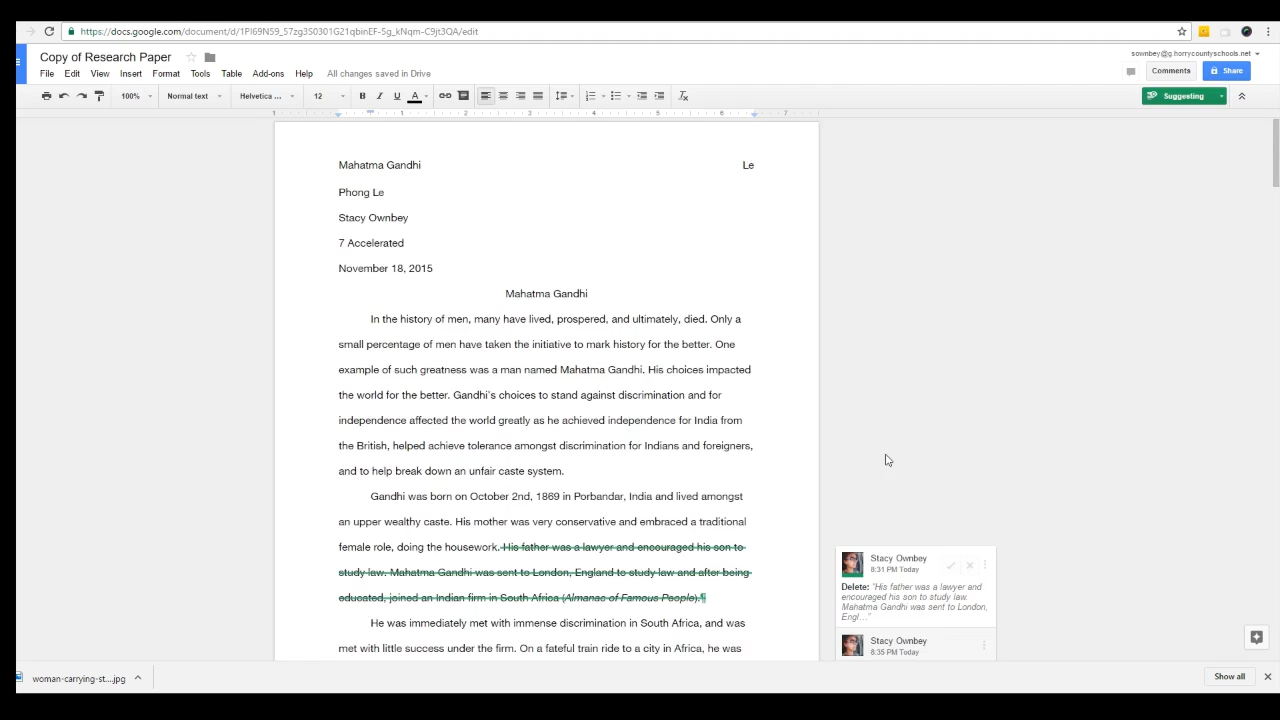 https://docs.google.com/document/d/1PI69N59_57zg3S0301G21qbinEF-5g_kNqm-C9jt3QA/edit
Copy of Research Paper
sownbey@g.horrycountyschools.net
File Edit View Insert Format Tools Table Add-ons Help All changes saved in Drive
Comments Share
100% Normal text Helvetica ... 12 B I U A Suggesting
1 1 2 3 4 5 6 7
Mahatma Gandhi Le
Phong Le
Stacy Ownbey
7 Accelerated
November 18, 2015
Mahatma Gandhi
In the history of men, many have lived, prospered, and ultimately, died. Only a
small percentage of men have taken the initiative to mark history for the better. One
example of such greatness was a man named Mahatma Gandhi. His choices impacted
the world for the better. Gandhi's choices to stand against discrimination and for
independence affected the world greatly as he achieved independence for India from
the British, helped achieve tolerance amongst discrimination for Indians and foreigners,
and to help break down an unfair caste system.
Gandhi was born on October 2nd, 1869 in Porbandar, India and lived amongst
an upper wealthy caste. His mother was very conservative and embraced a traditional
female role, doing the housework. His father was a lawyer and encouraged his son to
study law. Mahatma Gandhi was sent to London, England to study law and after being
educated, joined an Indian firm in South Africa (Almanac of Famous People).¶
He was immediately met with immense discrimination in South Africa, and was
met with little success under the firm. On a fateful train ride to a city in Africa, he was
Stacy Ownbey
8:31 PM Today
Delete: "His father was a lawyer and
encouraged his son to study law.
Mahatma Gandhi was sent to London,
Engl..."
Stacy Ownbey
8:35 PM Today
woman-carrying-st....jpg
Show all